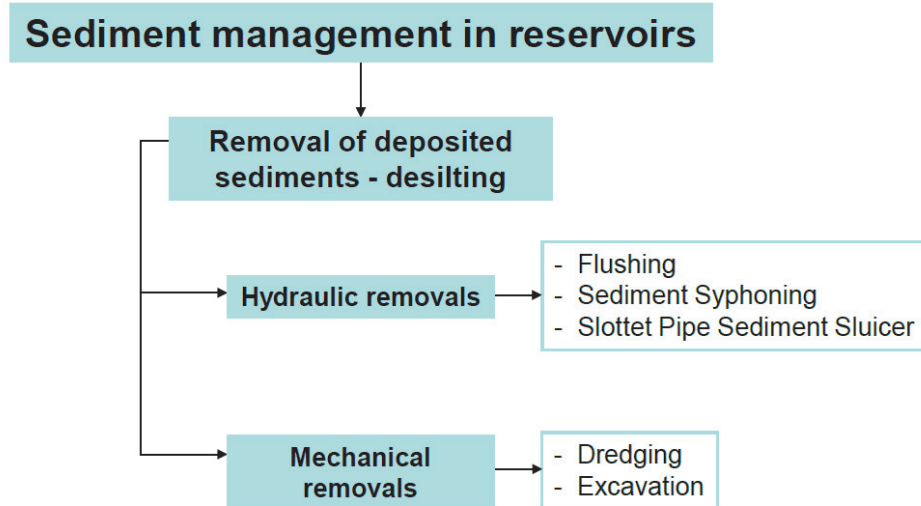 Sediment management in reservoirs
Removal of deposited
sediments - desilting
Hydraulic removals
- Flushing
- Sediment Syphoning
- Slottet Pipe Sediment Sluicer
Mechanical
removals
- Dredging
- Excavation